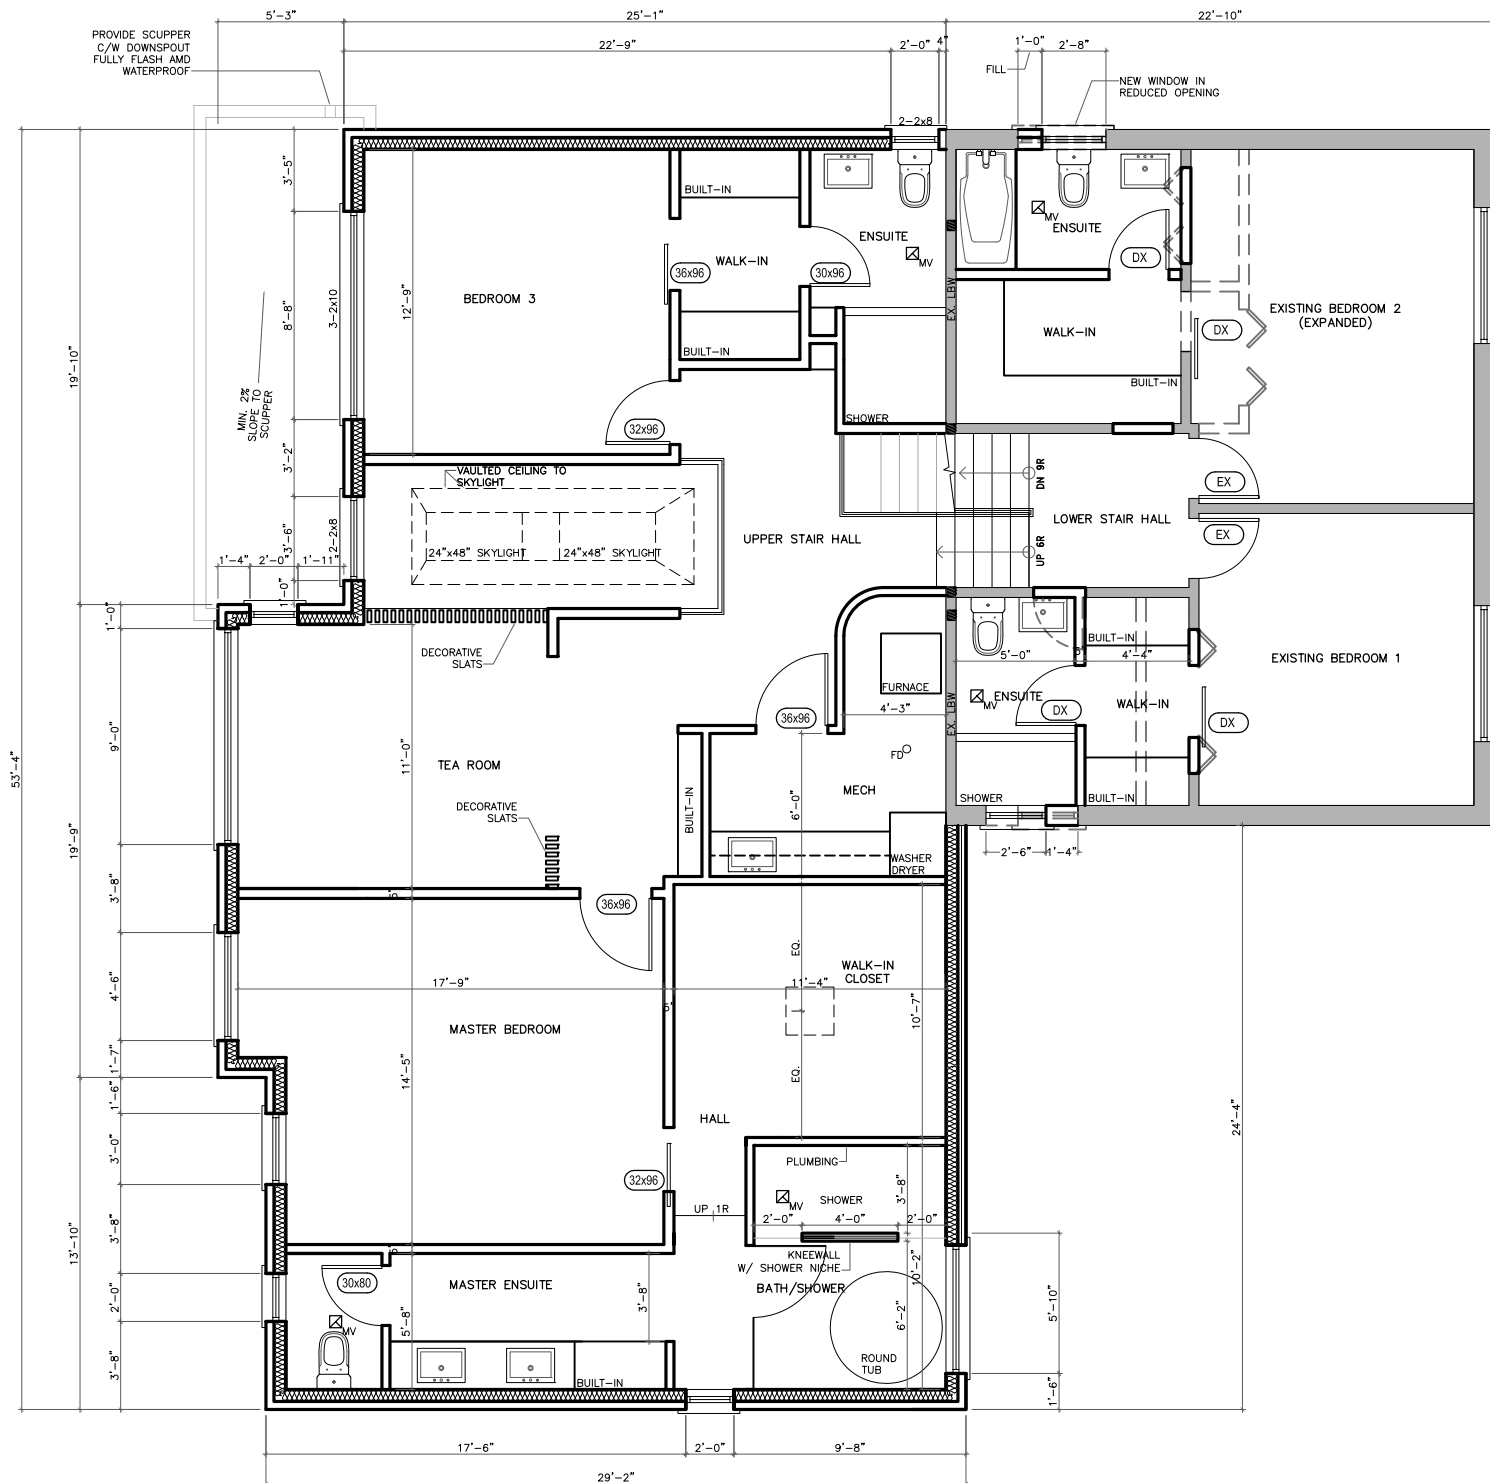 5'-3"
25'-1"
22'-10"
PROVIDE SCUPPER
C/W DOWNSPOUT
FULLY FLASH AMD
WATERPROOF
22'-9"
2'-0"
4"
1'-0"
2'-8"
FILL
NEW WINDOW IN
REDUCED OPENING
2-2x8
3'-5"
BUILT-IN
ENSUITE
MV
MV
ENSUITE
DX
36x96
WALK-IN
30x96
BEDROOM 3
12'-9"
8'-8"
3-2x10
EX. LBW
EXISTING BEDROOM 2
(EXPANDED)
WALK-IN
DX
BUILT-IN
BUILT-IN
19'-10"
MIN. 2%
SLOPE TO
SCUPPER
SHOWER
32x96
3'-2"
VAULTED CEILING TO
SKYLIGHT
DN 9R
EX
LOWER STAIR HALL
EX
UPPER STAIR HALL
UP 6R
24"x48" SKYLIGHT
24"x48" SKYLIGHT
3'-6"
2-2x8
1'-4"
2'-0"
1'-11"
1'-0"
1'-0"
DECORATIVE
SLATS
BUILT-IN
5'-0"
4'-4"
EXISTING BEDROOM 1
FURNACE
ENSUITE
MV
WALK-IN
DX
DX
EX. LBW
4'-3"
36x96
9'-0"
53'-4"
11'-0"
FD
TEA ROOM
MECH
6'-0"
DECORATIVE
SLATS
BUILT-IN
SHOWER
BUILT-IN
19'-9"
2'-6"
1'-4"
WASHER
DRYER
3'-8"
5"
36x96
EQ.
WALK-IN
CLOSET
17'-9"
11'-4"
4'-6"
5"
10'-7"
MASTER BEDROOM
14'-5"
EQ.
1'-7"
1'-6"
HALL
24'-4"
3'-0"
PLUMBING
32x96
MV
SHOWER
3'-8"
UP 1R
2'-0"
4'-0"
2'-0"
3'-8"
13'-10"
5"
KNEEWALL
W/ SHOWER NICHE
10'-2"
30x80
MASTER ENSUITE
BATH/SHOWER
2'-0"
3'-8"
6'-2"
5'-10"
MV
5'-8"
ROUND
TUB
3'-8"
BUILT-IN
1'-6"
17'-6"
2'-0"
9'-8"
29'-2"